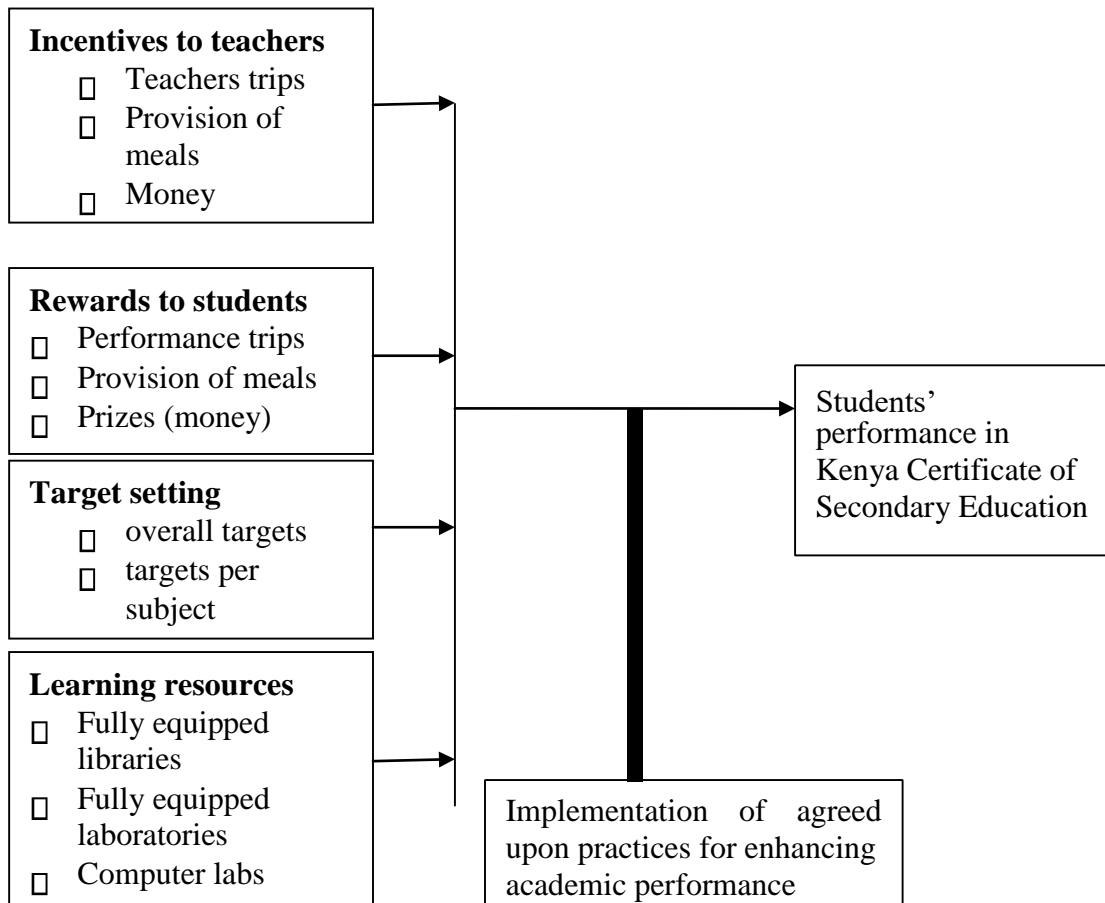 Incentives to teachers
Teachers trips
Provision of
meals
Money
Rewards to students
Performance trips
Provision of meals
Prizes (money)
Target setting
overall targets
targets per
subject
Learning resources
Fully equipped
libraries
Fully equipped
laboratories
Computer labs
Students’
performance in
Kenya Certificate of
Secondary Education
Implementation of agreed
upon practices for enhancing
academic performance